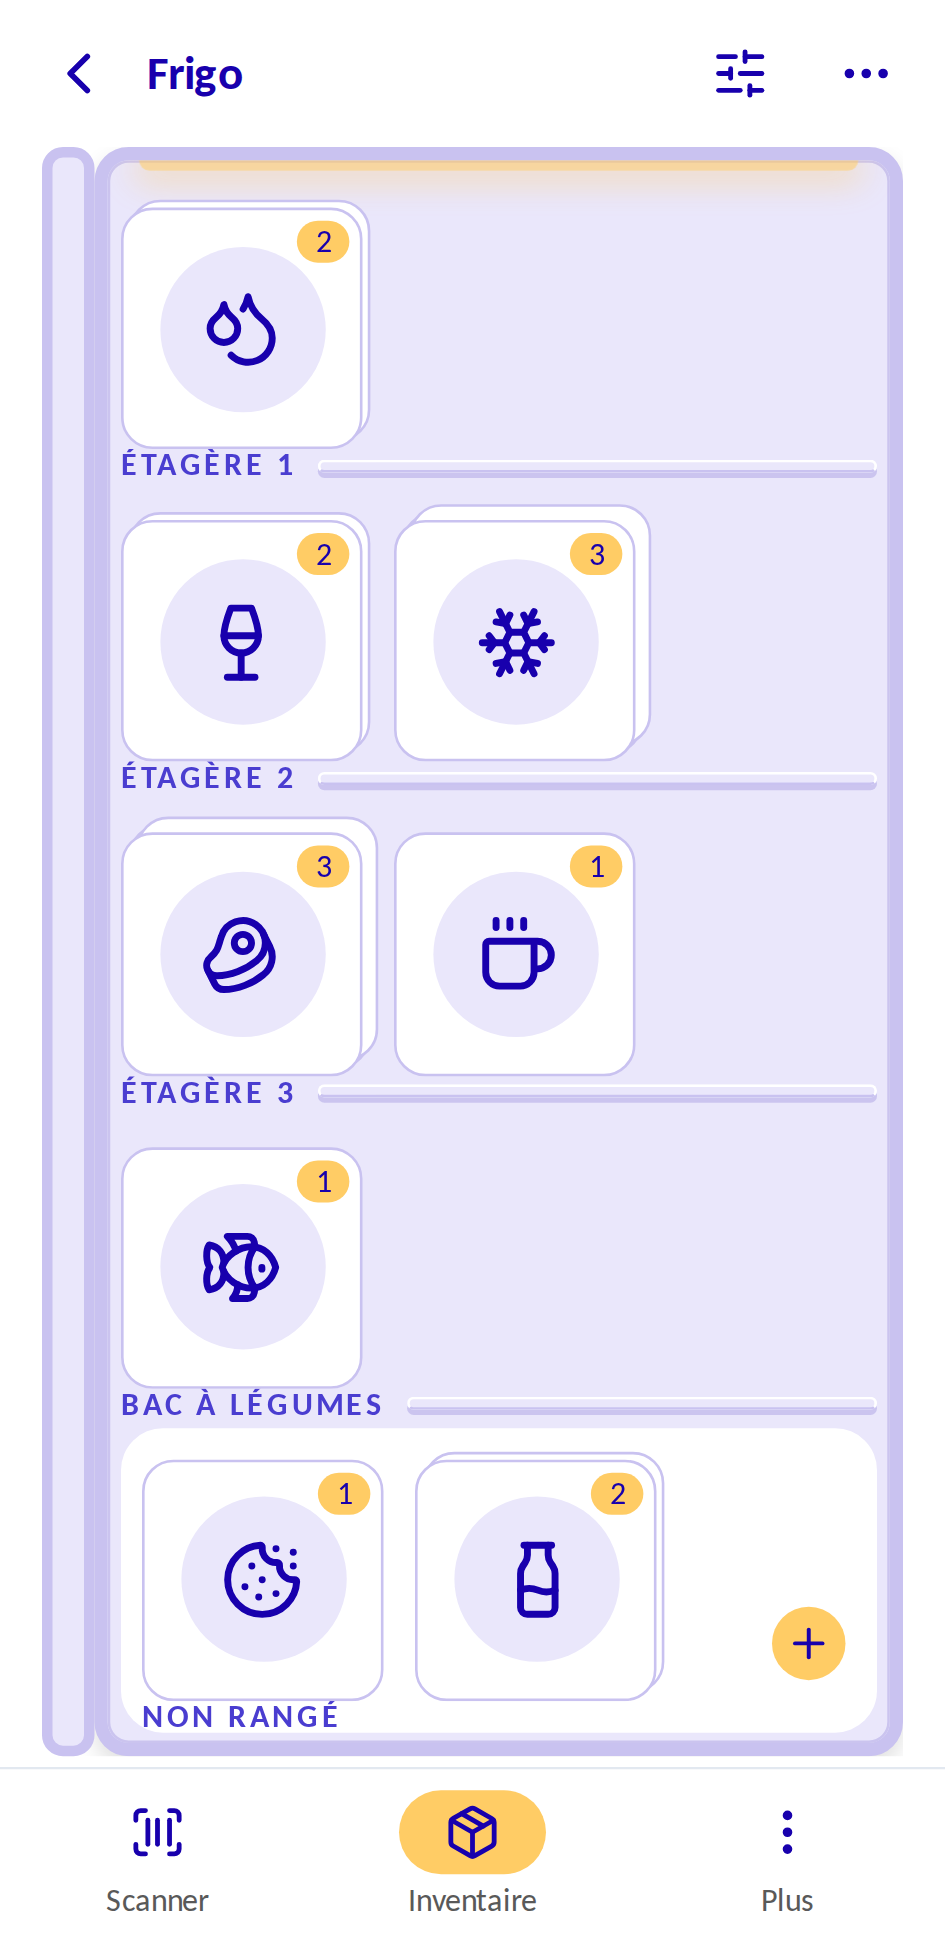 Frigo
2
ÉTAGÈRE 1
2
3
ÉTAGÈRE 2
3
1
ÉTAGÈRE 3
1
BAC À LÉGUMES
1
2
NON RANGÉ
Scanner
Inventaire
Plus